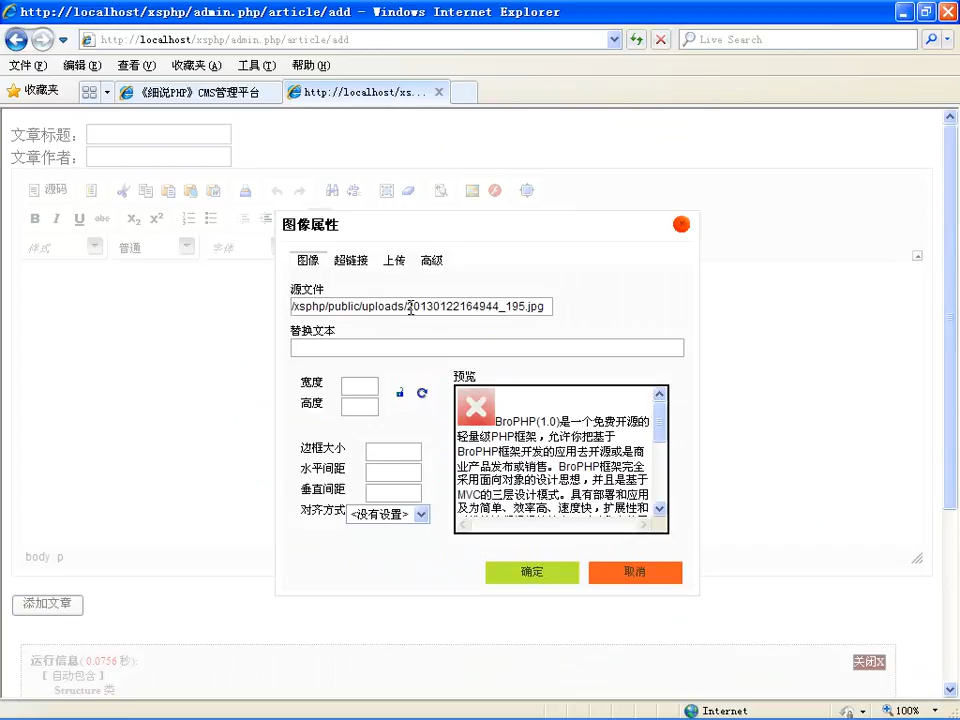 http://localhost/xsphp/admin.php/article/add - Windows Internet Explorer
http://localhost/xsphp/admin.php/article/add
Live Search
文件(F) 编辑(E) 查看(V) 收藏夹(A) 工具(T) 帮助(H)
收藏夹 《细说PHP》CMS管理平台 http://localhost/xs...
文章标题:
文章作者:
源码
B I U abc X₂ X²
样式 普通 字体
图像属性
图像 超链接 上传 高级
源文件
/xsphp/public/uploads/20130122164944_195.jpg
替换文本
宽度
高度
边框大小
水平间距
垂直间距
对齐方式 <没有设置>
预览
BroPHP(1.0)是一个免费开源的
轻量级PHP框架，允许你把基于
BroPHP框架开发的应用去开源或是商
业产品发布或销售。BroPHP框架完全
采用面向对象的设计思想，并且是基于
MVC的三层设计模式。具有部署和应用
及为简单、效率高、速度快，扩展性和
确定 取消
body p
添加文章
运行信息( 0.0756 秒):
关闭X
[ 自动包含 ]
Structure 类
Internet 100%